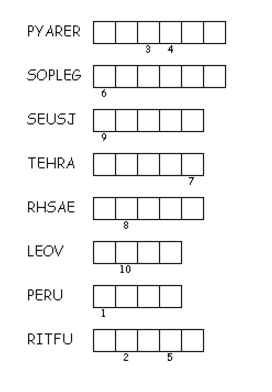 PYARER
3 4
SOPLEG
6
SEUSJ
9
TEHRA
7
RHSAE
8
LEOV
10
PERU
1
RITFU
2 5